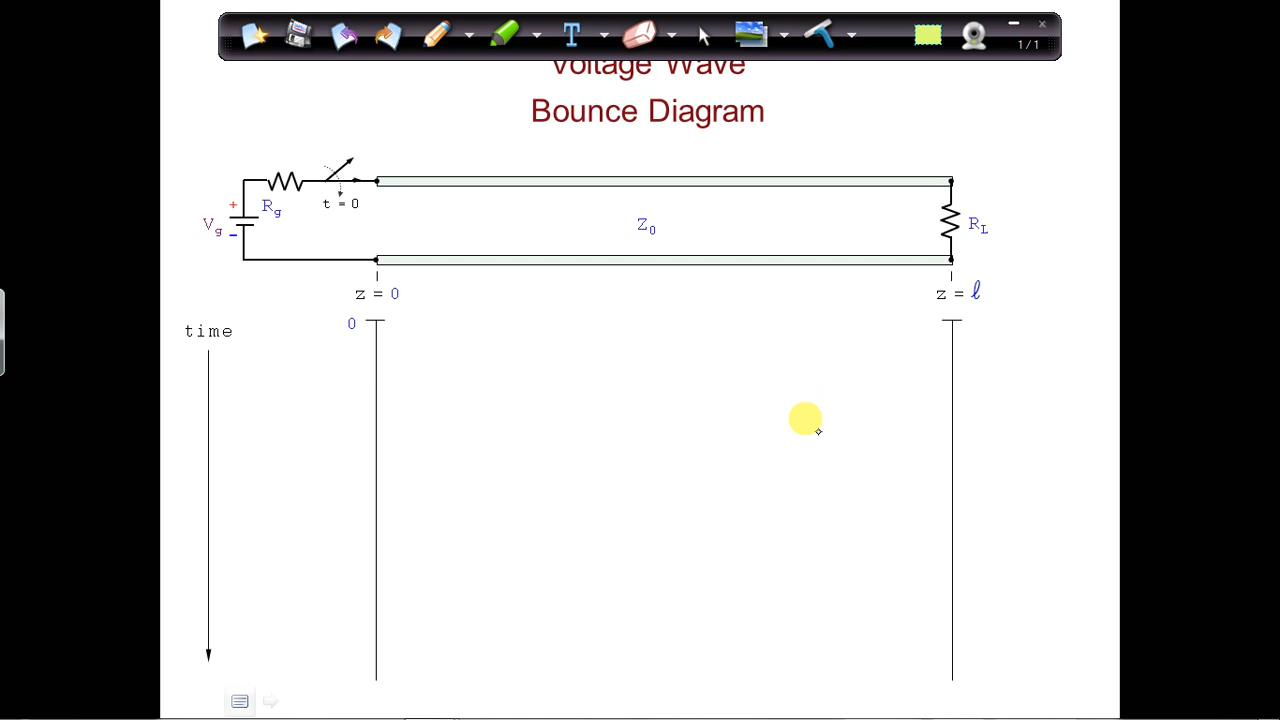 1/1
Voltage Wave
Bounce Diagram
t = 0
+
Rg
Vg
-
Z0
RL
z = 0
z = ℓ
time
0